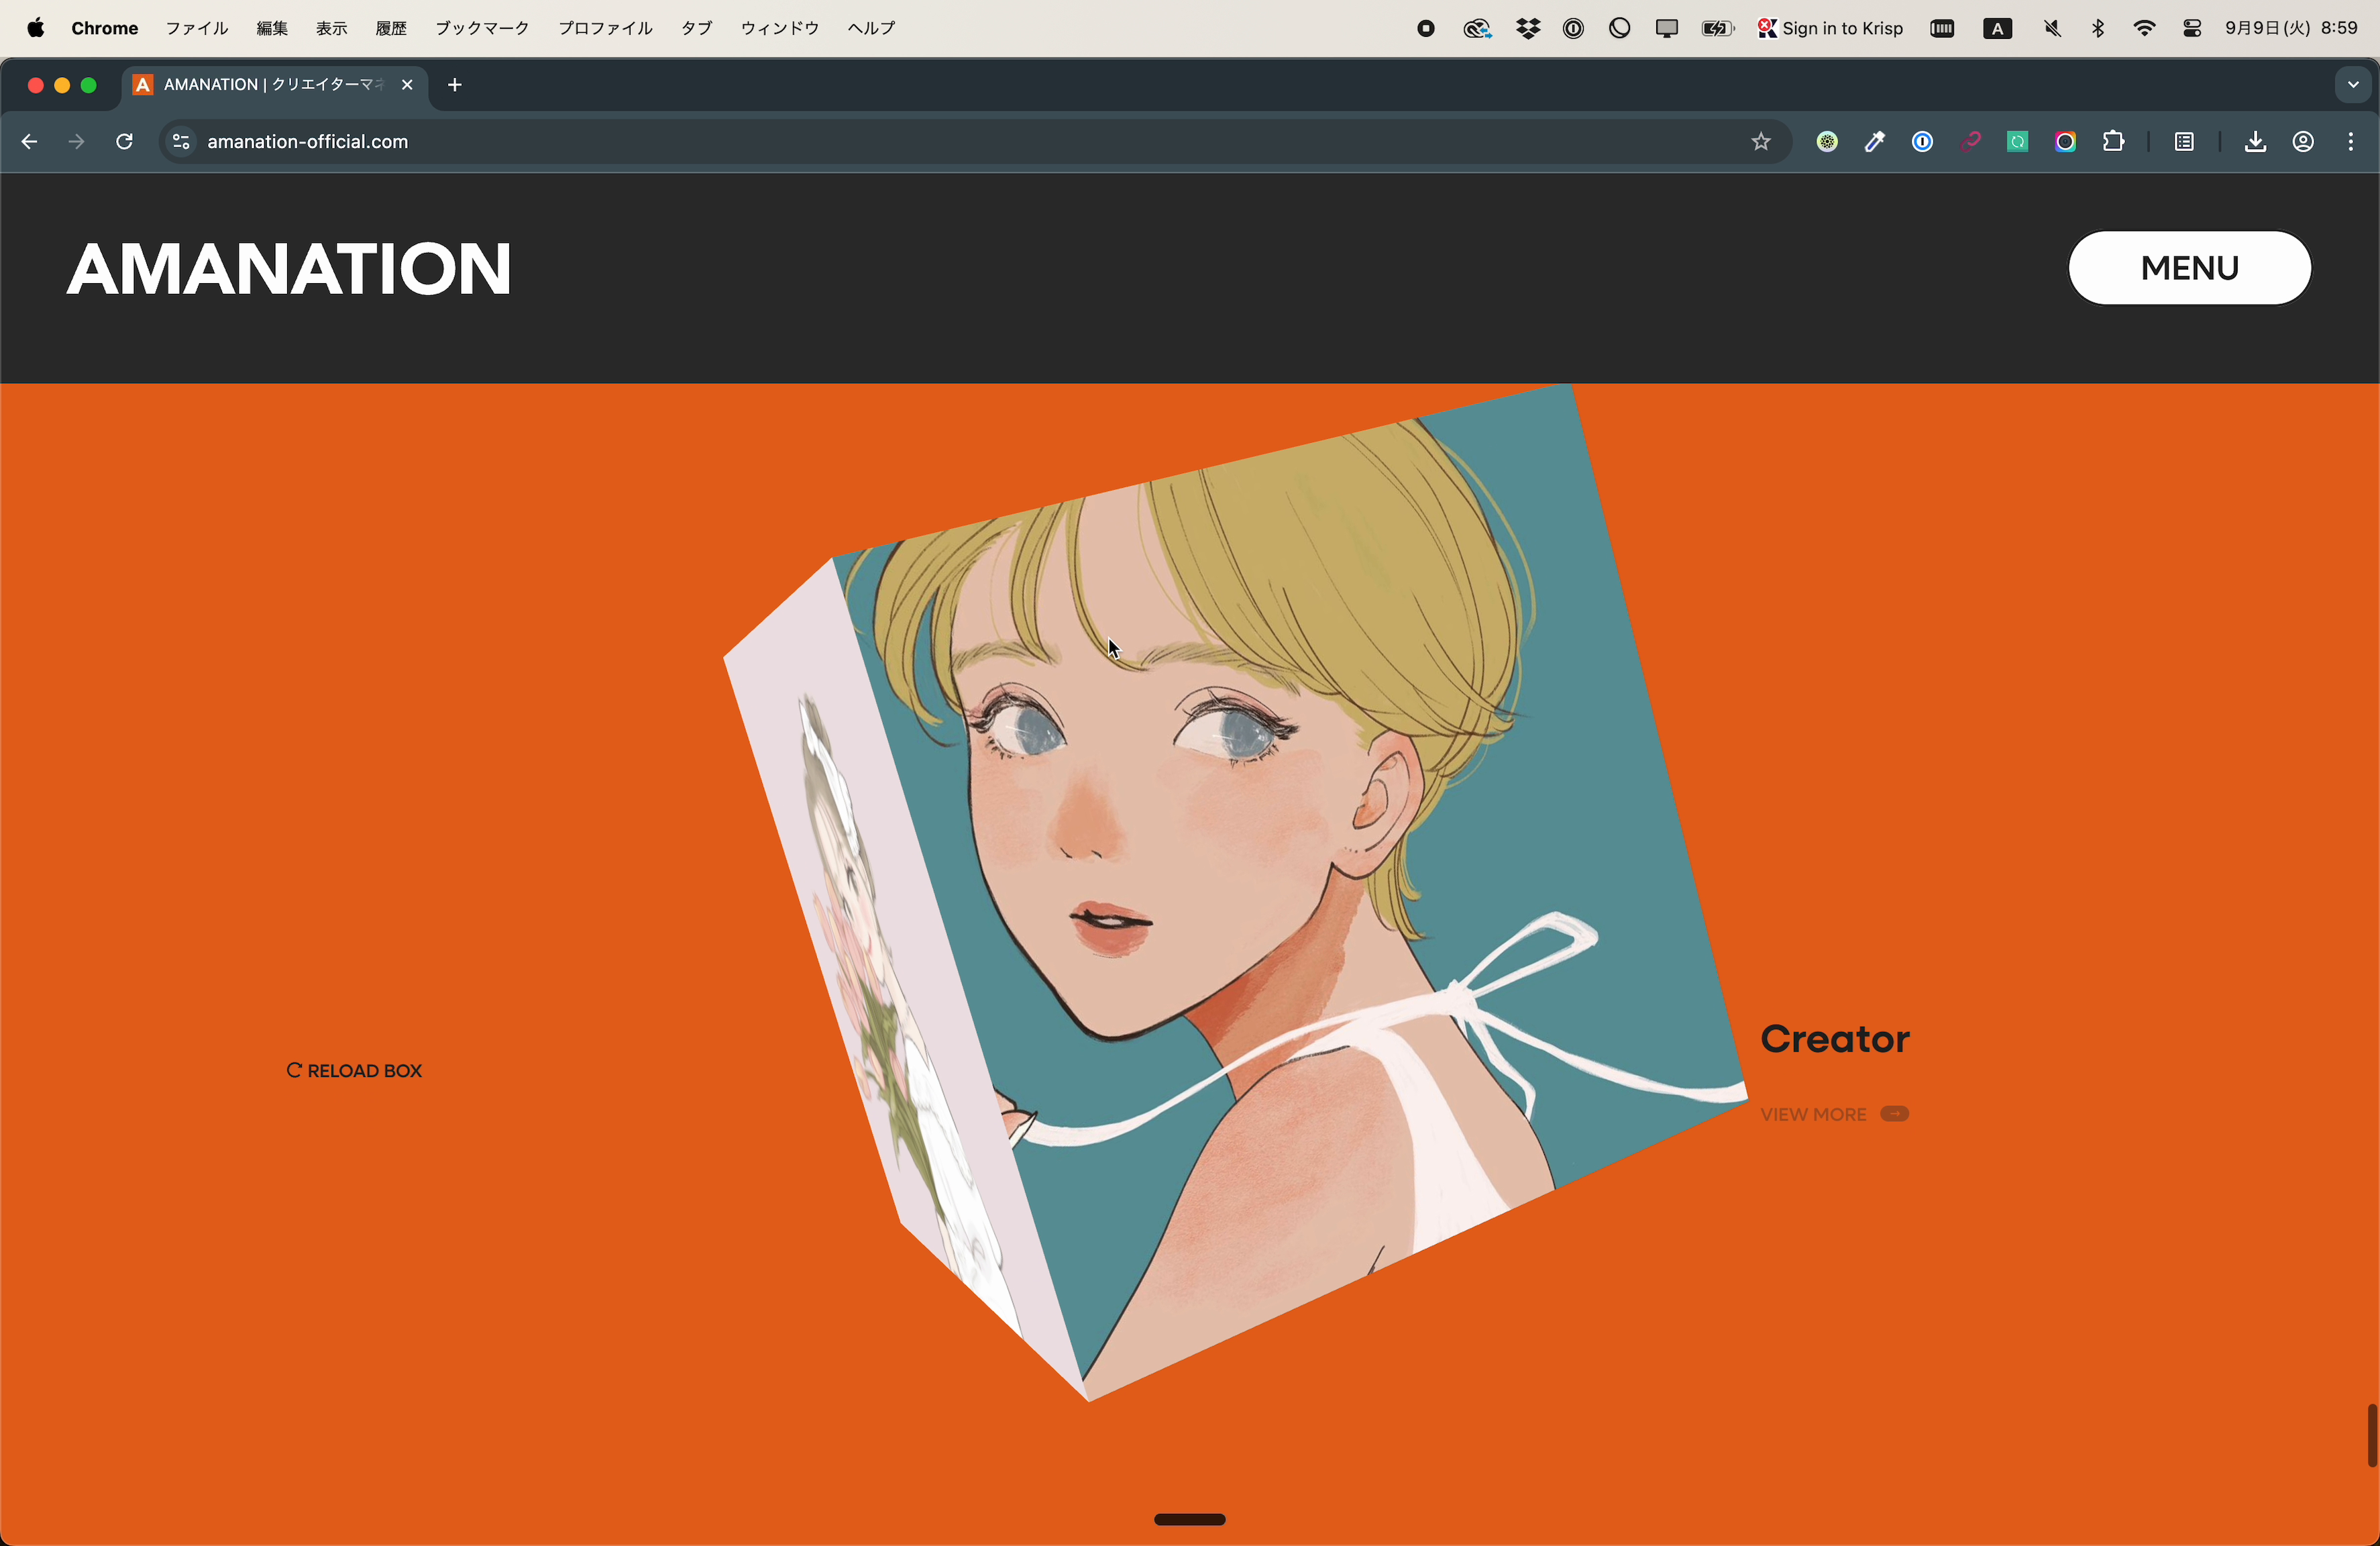 Chrome ファイル 編集 表示 履歴 ブックマーク プロファイル タブ ウィンドウ ヘルプ Sign in to Krisp A 9月9日(火) 8:59
A AMANATION | クリエイターマネ
amanation-official.com
AMANATION
MENU
Creator
RELOAD BOX
VIEW MORE